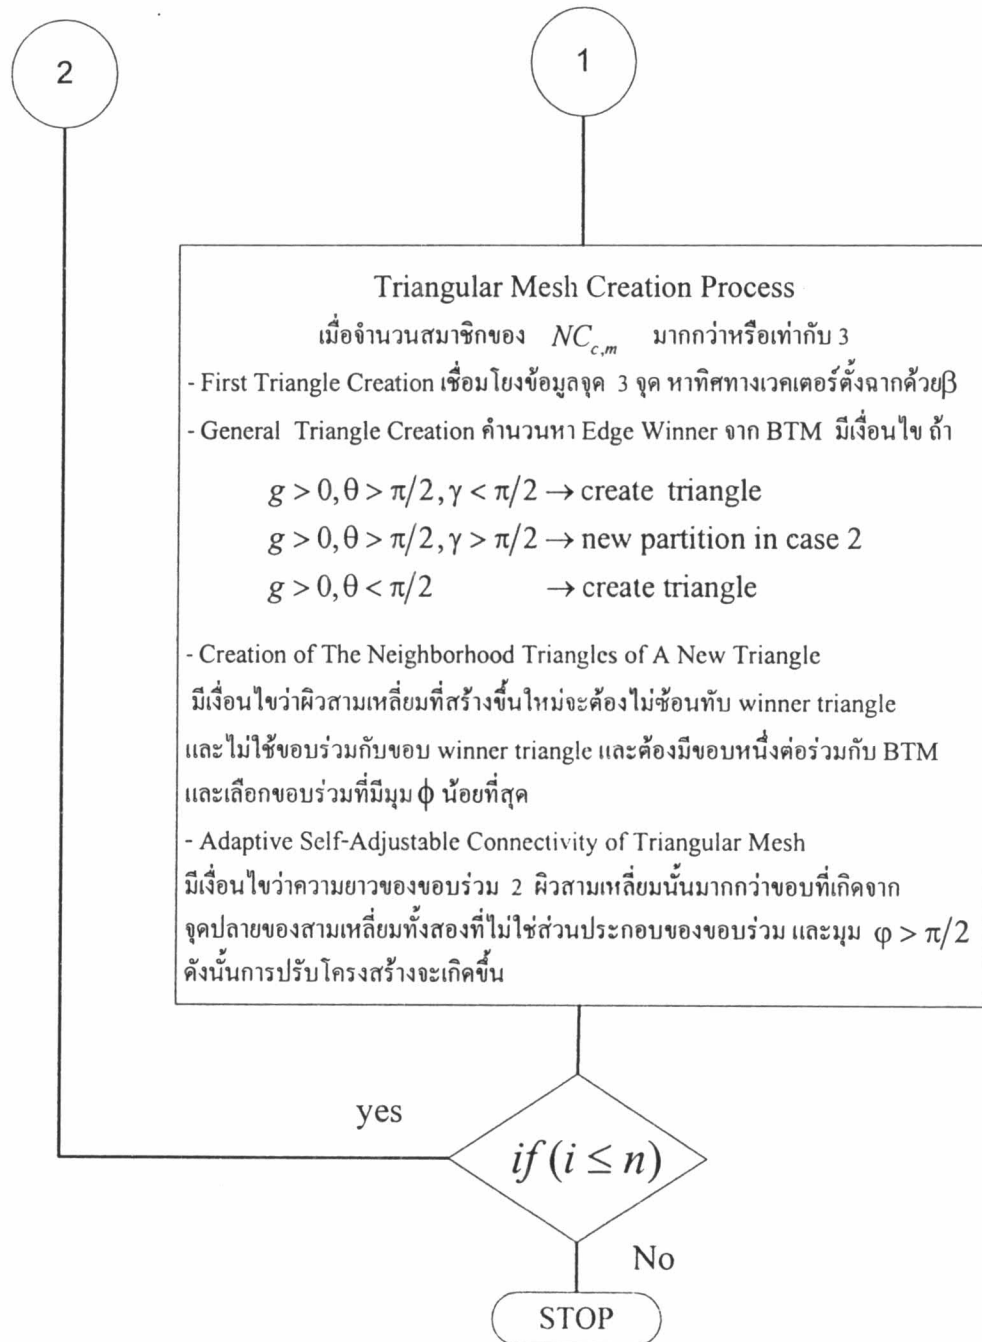 2
1
Triangular Mesh Creation Process
เมื่อจำนวนสมาชิกของ NC_{c,m} มากกว่าหรือเท่ากับ 3
- First Triangle Creation เชื่อมโยงข้อมูลจุด 3 จุด หาทิศทางเวคเตอร์ตั้งฉากด้วยβ
- General Triangle Creation คำนวนหา Edge Winner จาก BTM มีเงื่อนไข ถ้า
g > 0, θ > π/2, γ < π/2 → create triangle
g > 0, θ > π/2, γ > π/2 → new partition in case 2
g > 0, θ < π/2 → create triangle
- Creation of The Neighborhood Triangles of A New Triangle
มีเงื่อนไขว่าผิวสามเหลี่ยมที่สร้างขึ้นใหม่จะต้องไม่ซ้อนทับ winner triangle
และไม่ใช้ขอบร่วมกับขอบ winner triangle และต้องมีขอบหนึ่งต่อร่วมกับ BTM
และเลือกขอบร่วมที่มีมุม ϕ น้อยที่สุด
- Adaptive Self-Adjustable Connectivity of Triangular Mesh
มีเงื่อนไขว่าความยาวของขอบร่วม 2 ผิวสามเหลี่ยมนั้นมากกว่าขอบที่เกิดจาก
จุดปลายของสามเหลี่ยมทั้งสองที่ไม่ใช่ส่วนประกอบของขอบร่วม และมุม φ > π/2
ดังนั้นการปรับโครงสร้างจะเกิดขึ้น
yes
if (i ≤ n)
No
STOP